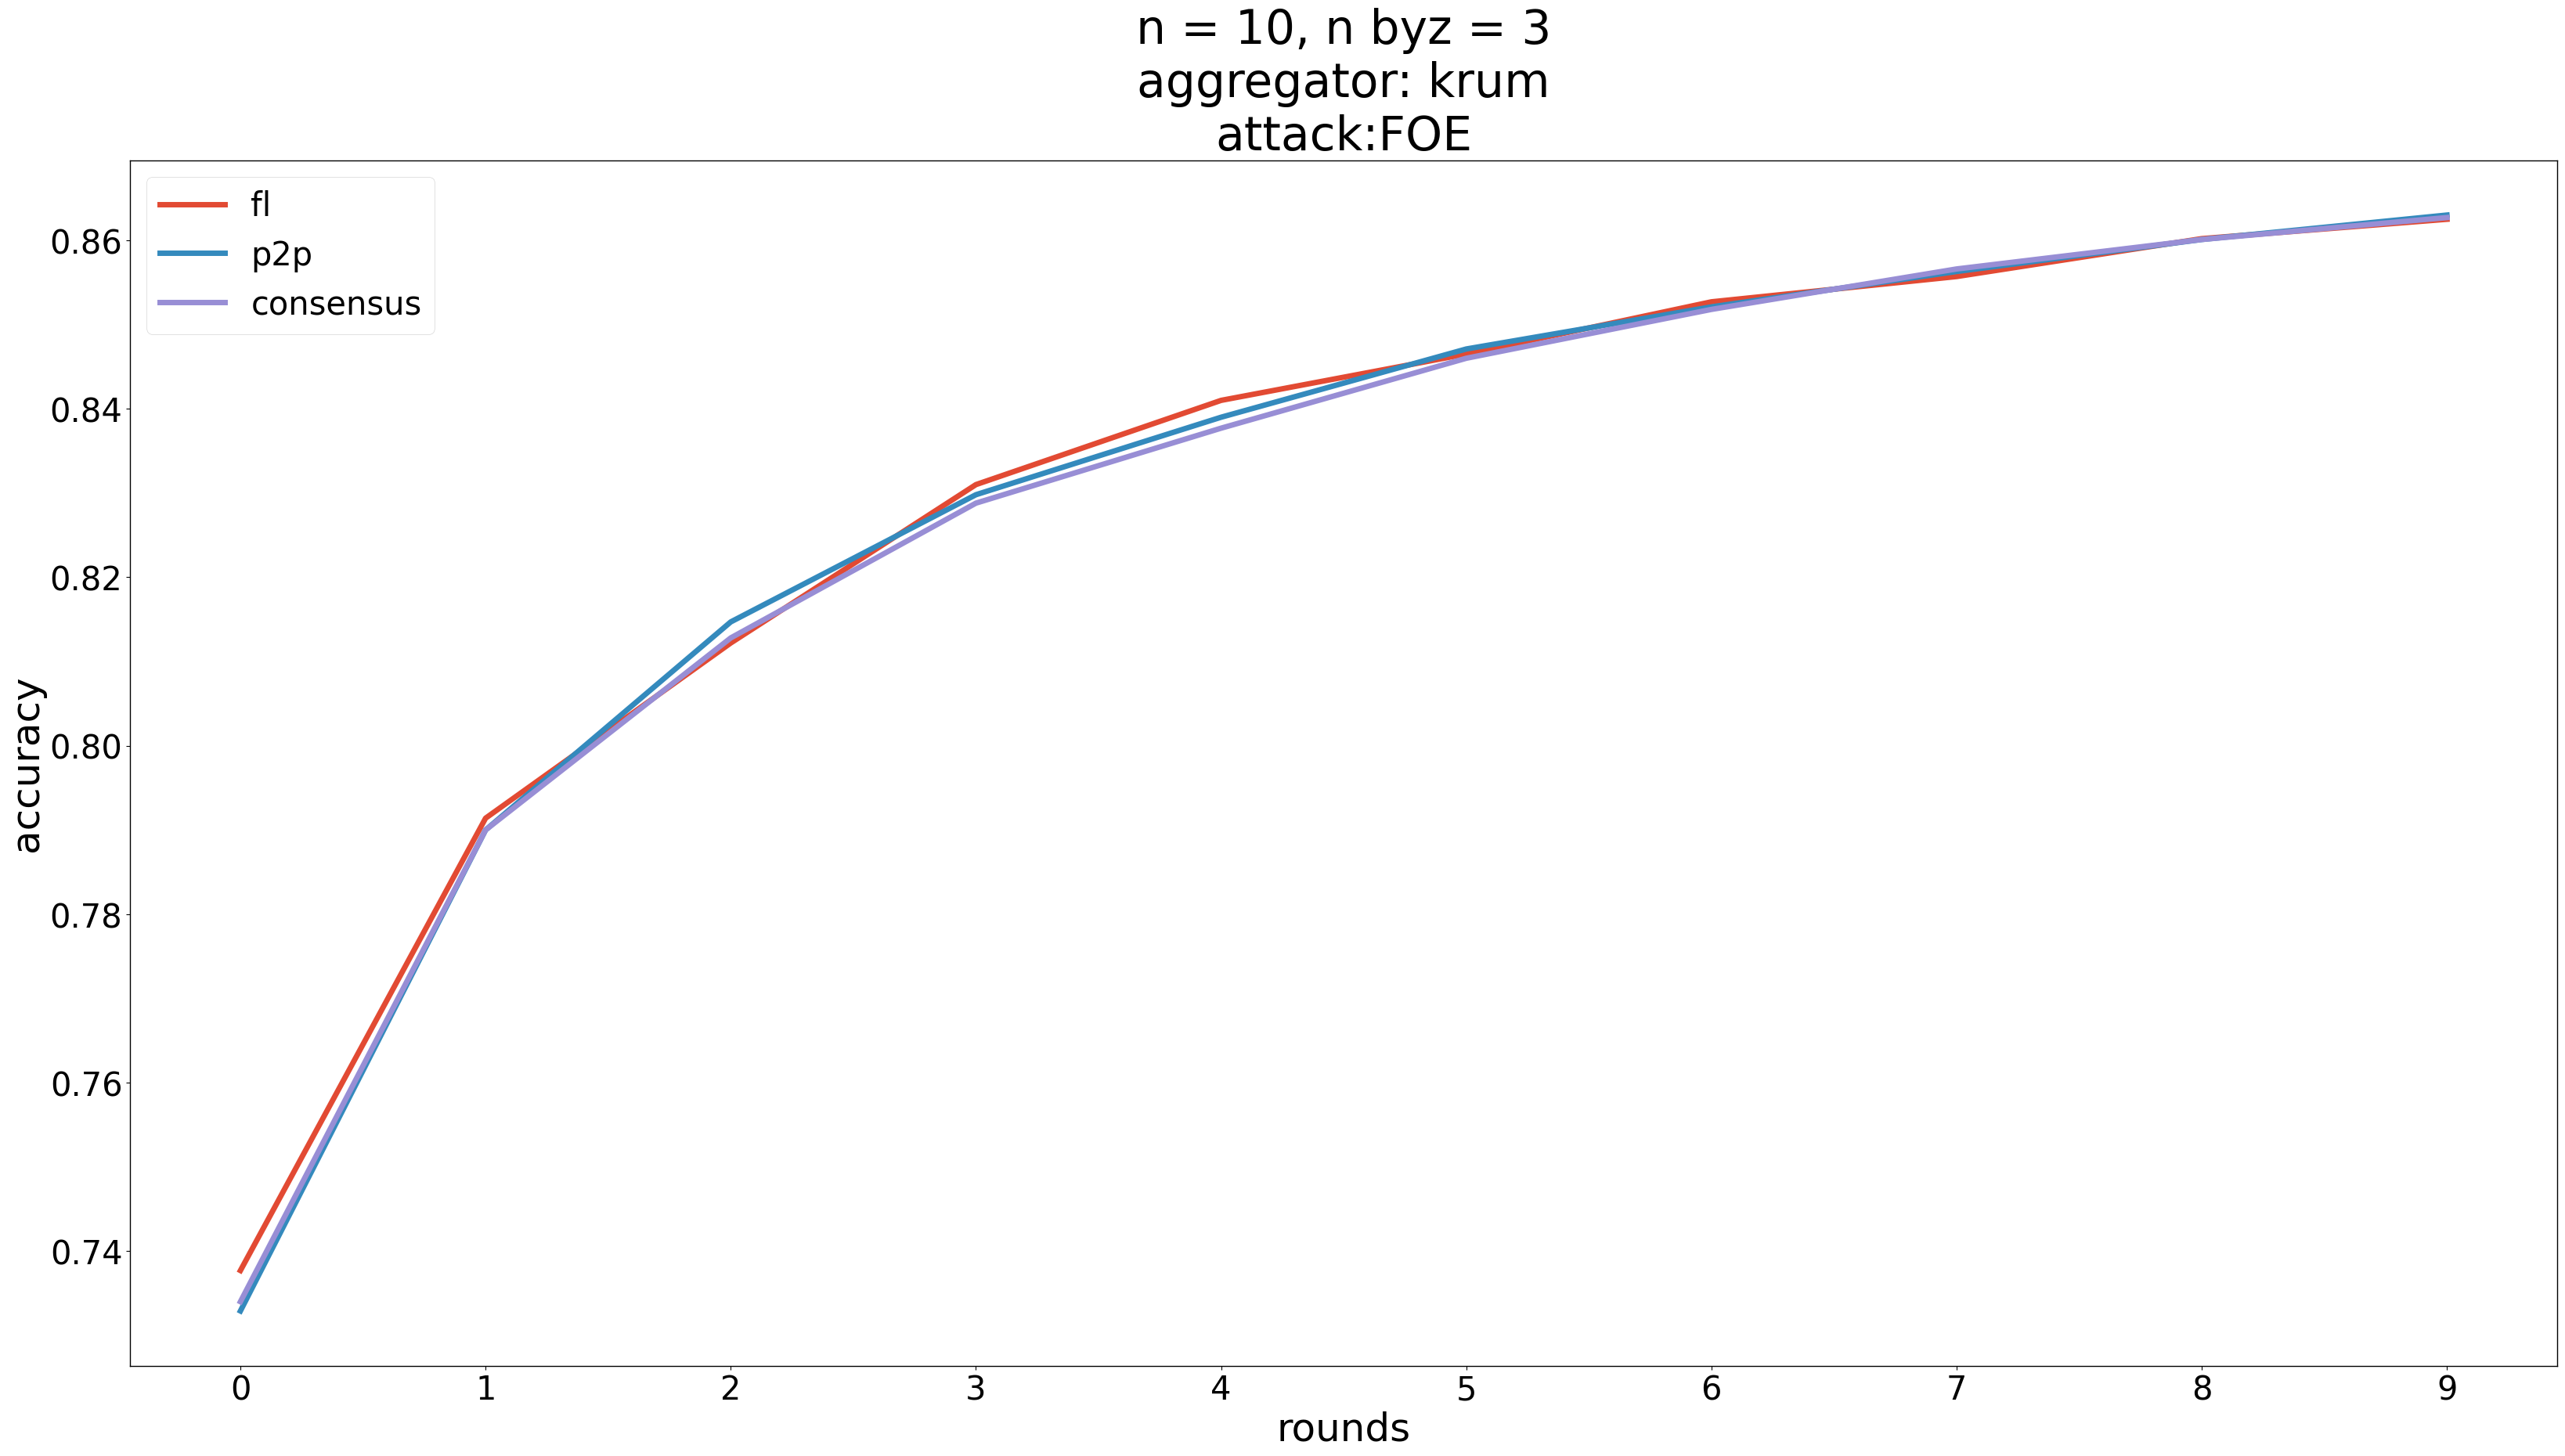 n = 10, n byz = 3
aggregator: krum
attack:FOE
fl
p2p
consensus
accuracy
0.86
0.84
0.82
0.80
0.78
0.76
0.74
0 1 2 3 4 5 6 7 8 9
rounds